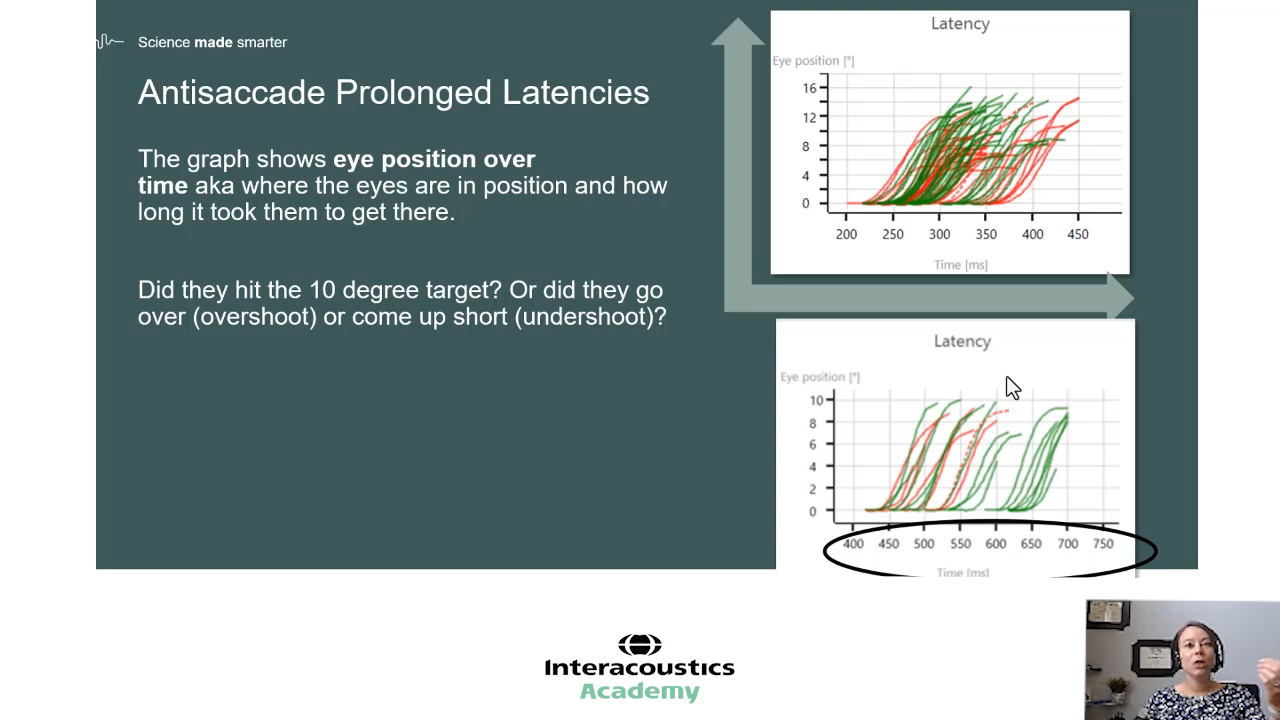 Science made smarter
Antisaccade Prolonged Latencies
The graph shows eye position over
time aka where the eyes are in position and how
long it took them to get there.
Did they hit the 10 degree target? Or did they go
over (overshoot) or come up short (undershoot)?
Latency
Eye position [°]
16
12
8
4
0
200 250 300 350 400 450
Time [ms]
Latency
Eye position [°]
10
8
6
4
2
0
400 450 500 550 600 650 700 750
Time [ms]
Interacoustics
Academy